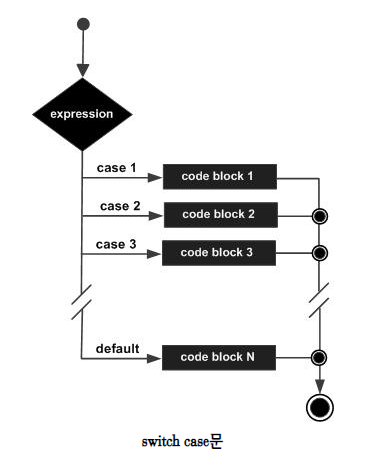 expression
case 1 code block 1
case 2 code block 2
case 3 code block 3
default code block N
switch case문